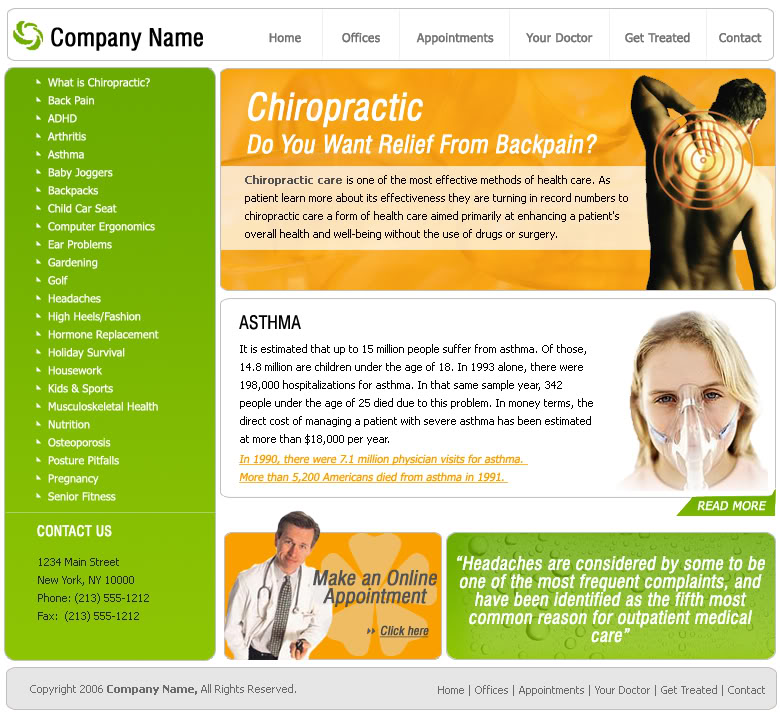 Company Name
Home
Offices
Appointments
Your Doctor
Get Treated
Contact
What is Chiropractic?
Back Pain
ADHD
Arthritis
Asthma
Baby Joggers
Backpacks
Child Car Seat
Computer Ergonomics
Ear Problems
Gardening
Golf
Headaches
High Heels/Fashion
Hormone Replacement
Holiday Survival
Housework
Kids & Sports
Musculoskeletal Health
Nutrition
Osteoporosis
Posture Pitfalls
Pregnancy
Senior Fitness
CONTACT US
1234 Main Street
New York, NY 10000
Phone: (213) 555-1212
Fax: (213) 555-1212
Chiropractic
Do You Want Relief From Backpain?
Chiropractic care is one of the most effective methods of health care. As
patient learn more about its effectiveness they are turning in record numbers to
chiropractic care a form of health care aimed primarily at enhancing a patient's
overall health and well-being without the use of drugs or surgery.
ASTHMA
It is estimated that up to 15 million people suffer from asthma. Of those,
14.8 million are children under the age of 18. In 1993 alone, there were
198,000 hospitalizations for asthma. In that same sample year, 342
people under the age of 25 died due to this problem. In money terms, the
direct cost of managing a patient with severe asthma has been estimated
at more than $18,000 per year.
In 1990, there were 7.1 million physician visits for asthma.
More than 5,200 Americans died from asthma in 1991.
READ MORE
Make an Online
Appointment
Click here
“Headaches are considered by some to be
one of the most frequent complaints, and
have been identified as the fifth most
common reason for outpatient medical
care”
Copyright 2006 Company Name, All Rights Reserved.
Home | Offices | Appointments | Your Doctor | Get Treated | Contact